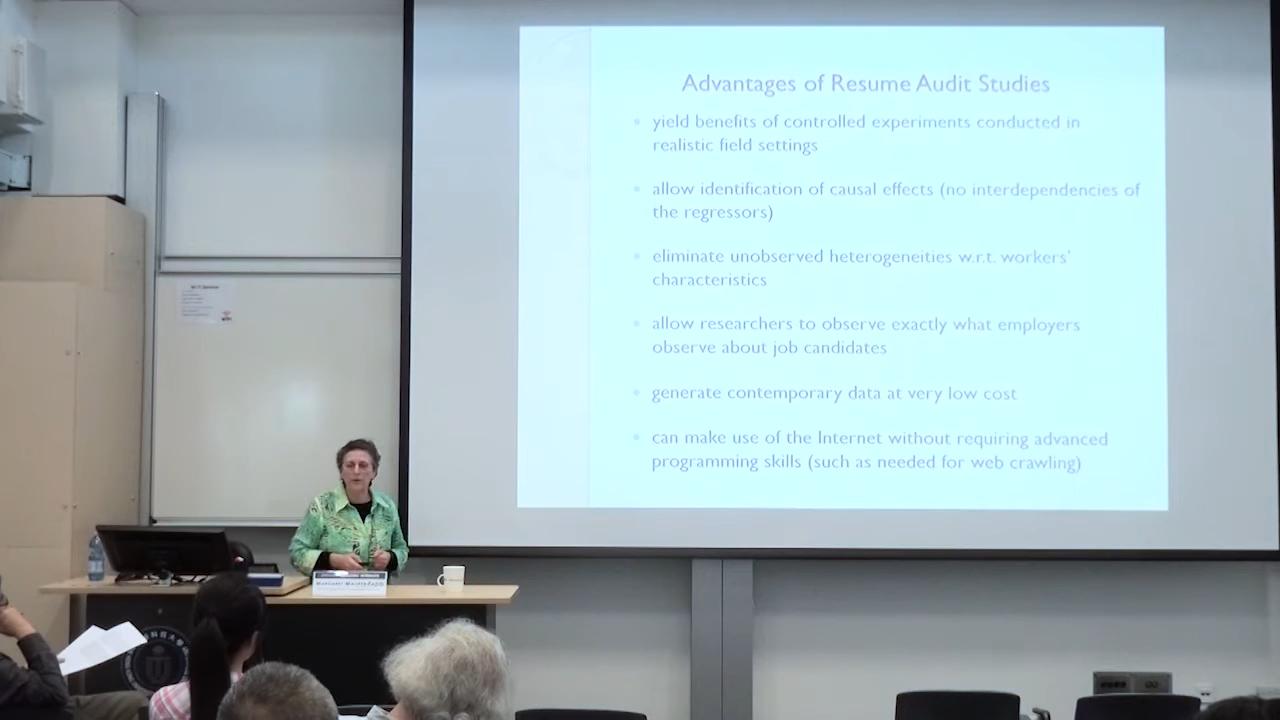 Advantages of Resume Audit Studies
yield benefits of controlled experiments conducted in
realistic field settings
allow identification of causal effects (no interdependencies of
the regressors)
eliminate unobserved heterogeneities w.r.t. workers'
characteristics
allow researchers to observe exactly what employers
observe about job candidates
generate contemporary data at very low cost
can make use of the Internet without requiring advanced
programming skills (such as needed for web crawling)